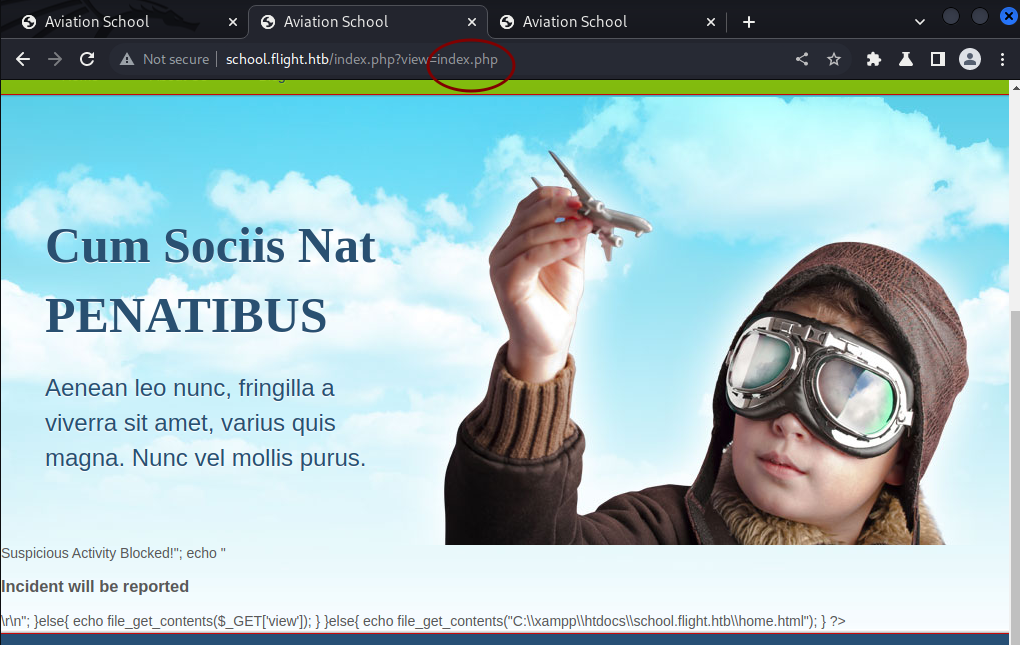 Aviation School
Aviation School
Aviation School
Not secure
school.flight.htb/index.php?view=index.php
Cum Sociis Nat
PENATIBUS
Aenean leo nunc, fringilla a
viverra sit amet, varius quis
magna. Nunc vel mollis purus.
Suspicious Activity Blocked!"; echo "
Incident will be reported
\r\n"; }else{ echo file_get_contents($_GET['view']); } }else{ echo file_get_contents("C:\\xampp\\htdocs\\school.flight.htb\\home.html"); } ?>